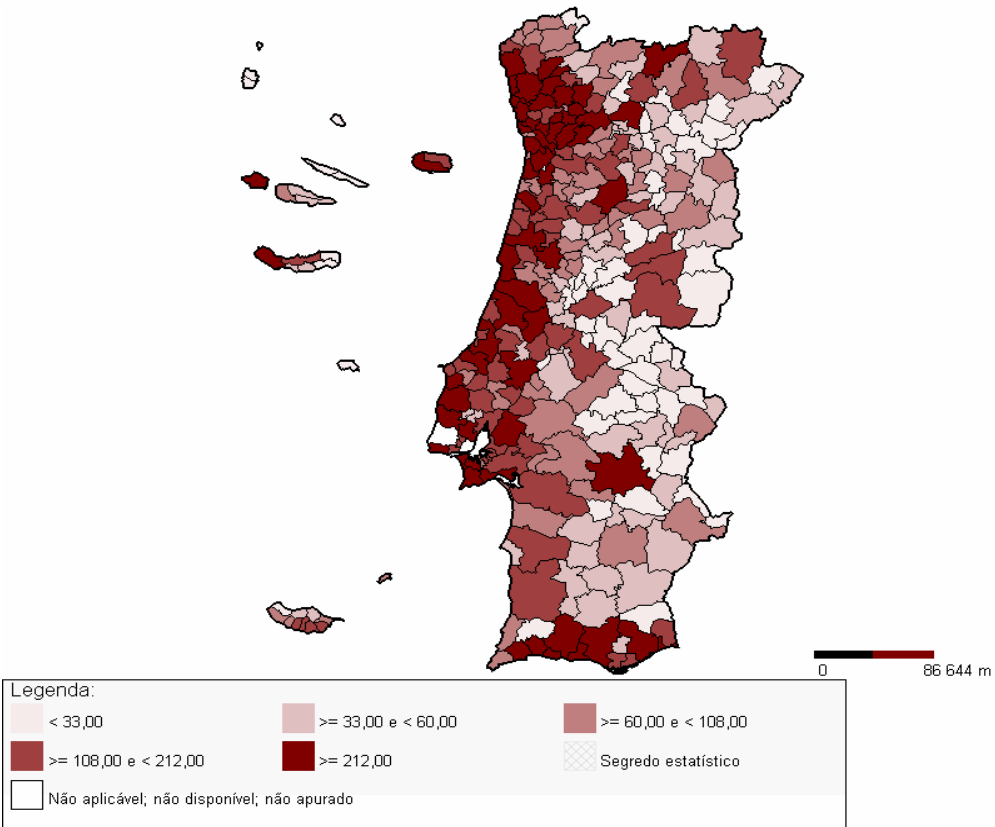 0 86 644 m
Legenda:
< 33,00 >= 33,00 e < 60,00 >= 60,00 e < 108,00
>= 108,00 e < 212,00 >= 212,00 Segredo estatístico
Não aplicável; não disponível; não apurado